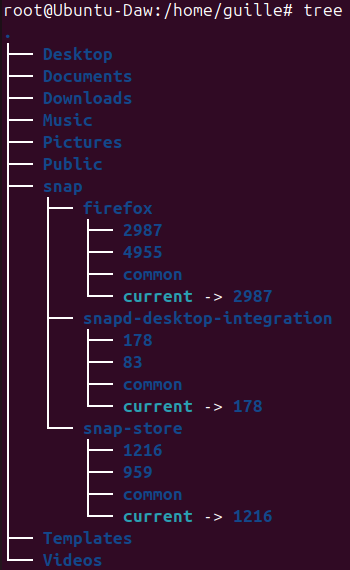 root@Ubuntu-Daw:/home/guille# tree
.
├── Desktop
├── Documents
├── Downloads
├── Music
├── Pictures
├── Public
├── snap
│   ├── firefox
│   │   ├── 2987
│   │   ├── 4955
│   │   ├── common
│   │   └── current -> 2987
│   ├── snapd-desktop-integration
│   │   ├── 178
│   │   ├── 83
│   │   ├── common
│   │   └── current -> 178
│   └── snap-store
│       ├── 1216
│       ├── 959
│       ├── common
│       └── current -> 1216
├── Templates
└── Videos